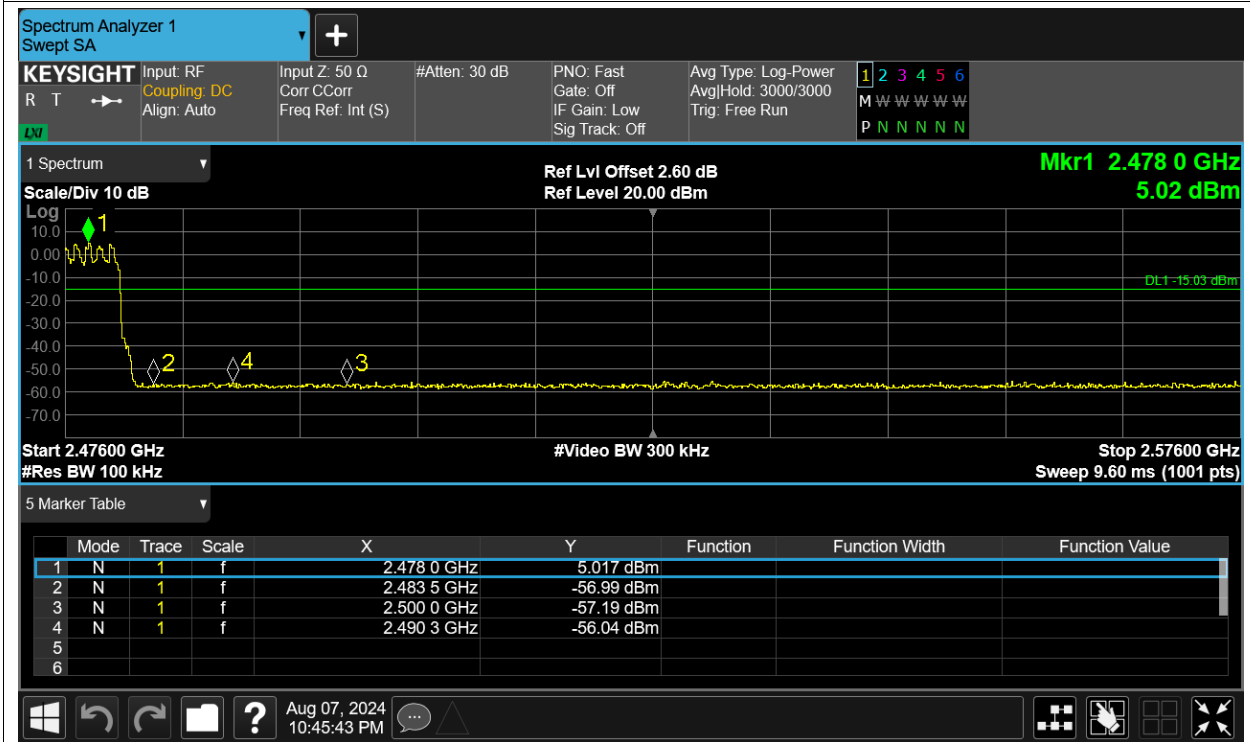 Spectrum Analyzer 1
Swept SA
+
KEYSIGHT Input: RF Input Z: 50 Ω #Atten: 30 dB PNO: Fast Avg Type: Log-Power 1 2 3 4 5 6
R T Coupling: DC Corr CCorr Gate: Off Avg|Hold: 3000/3000 M W W W W W
Align: Auto Freq Ref: Int (S) IF Gain: Low Trig: Free Run
LXI Sig Track: Off P N N N N N
1 Spectrum Ref Lvl Offset 2.60 dB Mkr1 2.478 0 GHz
Scale/Div 10 dB Ref Level 20.00 dBm 5.02 dBm
Log
1
10.0
0.00
-10.0
DL1 -15.03 dBm
-20.0
-30.0
-40.0
2 4 3
-50.0
-60.0
-70.0
Start 2.47600 GHz #Video BW 300 kHz Stop 2.57600 GHz
#Res BW 100 kHz Sweep 9.60 ms (1001 pts)
5 Marker Table
Mode Trace Scale X Y Function Function Width Function Value
1 N 1 f 2.478 0 GHz 5.017 dBm
2 N 1 f 2.483 5 GHz -56.99 dBm
3 N 1 f 2.500 0 GHz -57.19 dBm
4 N 1 f 2.490 3 GHz -56.04 dBm
5
6
? Aug 07, 2024
10:45:43 PM